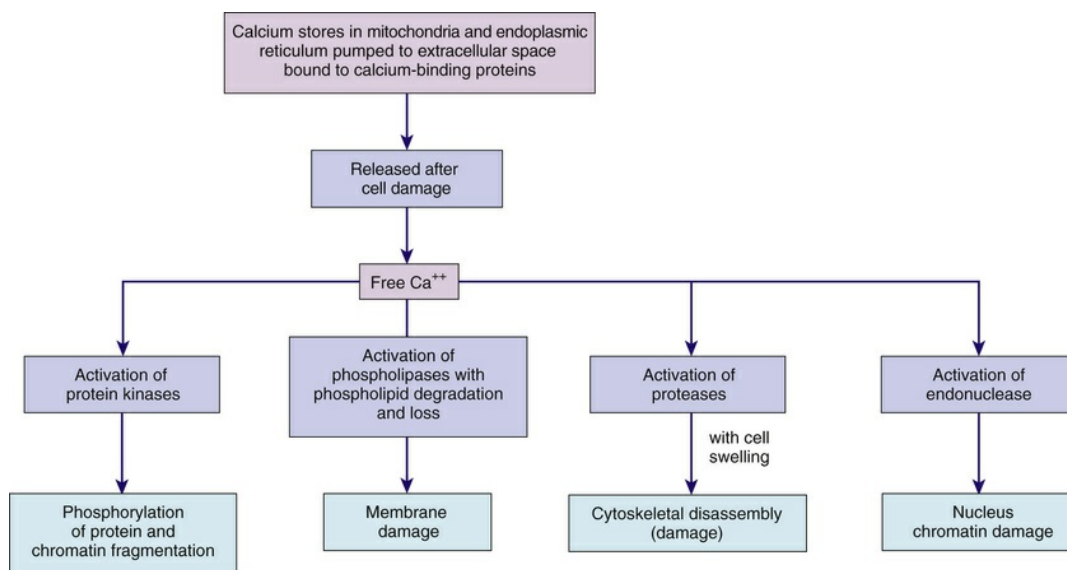 Calcium stores in mitochondria and endoplasmic
reticulum pumped to extracellular space
bound to calcium-binding proteins
Released after
cell damage
Free Ca++
Activation of
protein kinases
Activation of
phospholipases with
phospholipid degradation
and loss
Activation of
proteases
Activation of
endonuclease
with cell
swelling
Phosphorylation
of protein and
chromatin fragmentation
Membrane
damage
Cytoskeletal disassembly
(damage)
Nucleus
chromatin damage